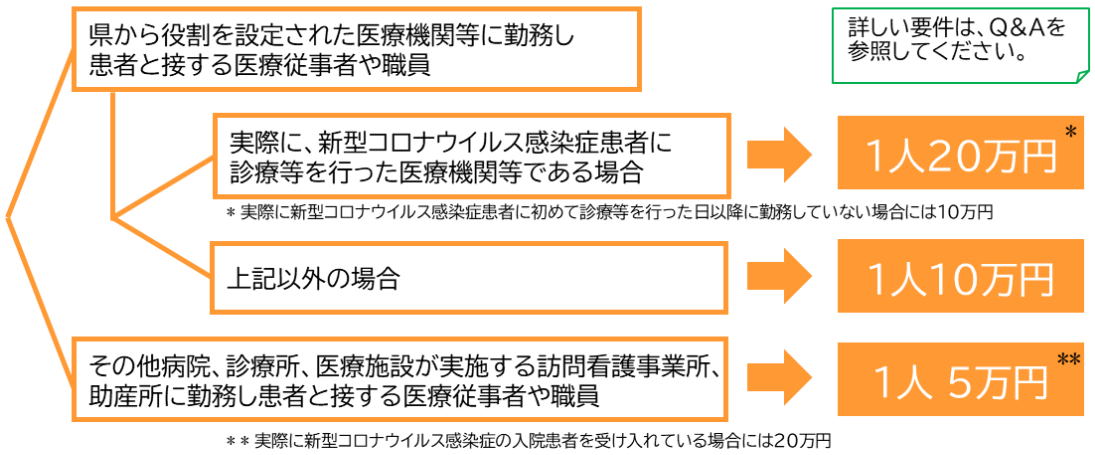 県から役割を設定された医療機関等に勤務し
患者と接する医療従事者や職員
詳しい要件は、Q&Aを
参照してください。
実際に、新型コロナウイルス感染症患者に
診療等を行った医療機関等である場合
1人20万円*
* 実際に新型コロナウイルス感染症患者に初めて診療等を行った日以降に勤務していない場合には10万円
上記以外の場合
1人10万円
その他病院、診療所、医療施設が実施する訪問看護事業所、
助産所に勤務し患者と接する医療従事者や職員
1人 5万円**
** 実際に新型コロナウイルス感染症の入院患者を受け入れている場合には20万円